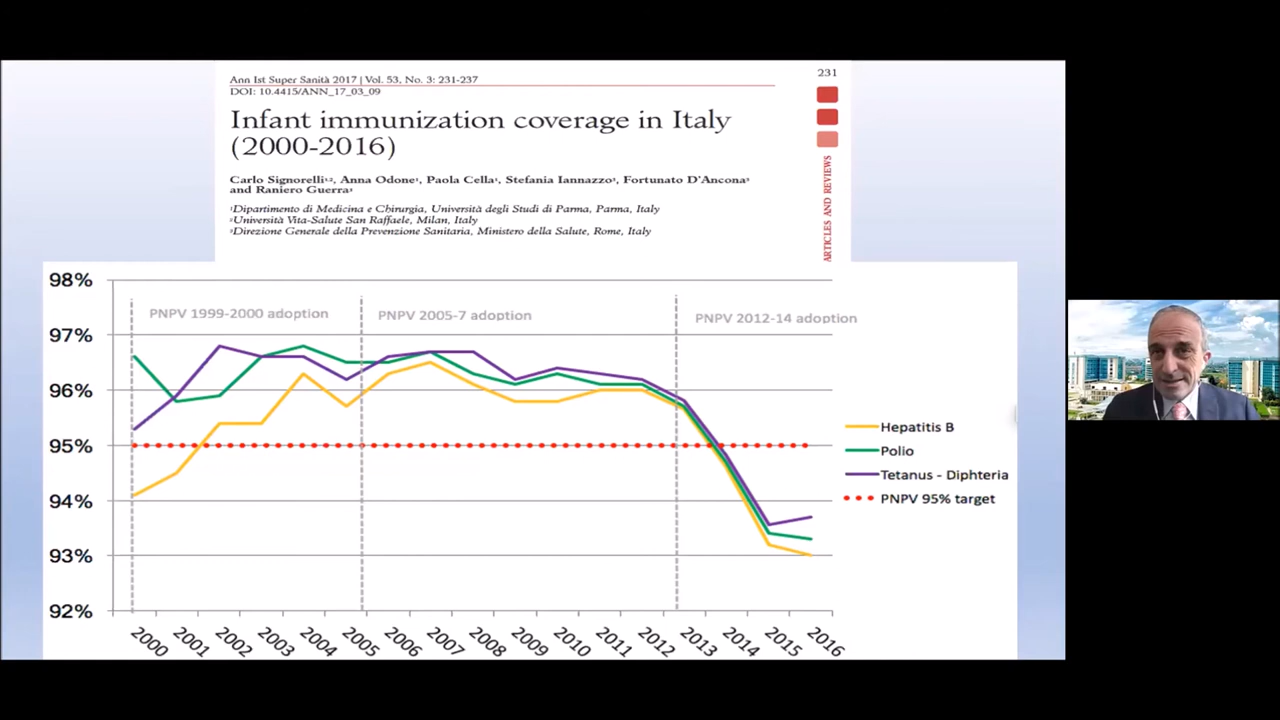 Ann Ist Super Sanità 2017 | Vol. 53, No. 3: 231-237
DOI: 10.4415/ANN_17_03_09
231
Infant immunization coverage in Italy
(2000-2016)
Carlo Signorelli¹,², Anna Odone¹, Paola Cella¹, Stefania Iannazzo³, Fortunato D'Ancona³
and Raniero Guerra³
¹Dipartimento di Medicina e Chirurgia, Università degli Studi di Parma, Parma, Italy
²Università Vita-Salute San Raffaele, Milan, Italy
³Direzione Generale della Prevenzione Sanitaria, Ministero della Salute, Rome, Italy
ARTICLES AND REVIEWS
98%
97%
96%
95%
94%
93%
92%
PNPV 1999-2000 adoption
PNPV 2005-7 adoption
PNPV 2012-14 adoption
Hepatitis B
Polio
Tetanus - Diphteria
PNPV 95% target
2000
2001
2002
2003
2004
2005
2006
2007
2008
2009
2010
2011
2012
2013
2014
2015
2016